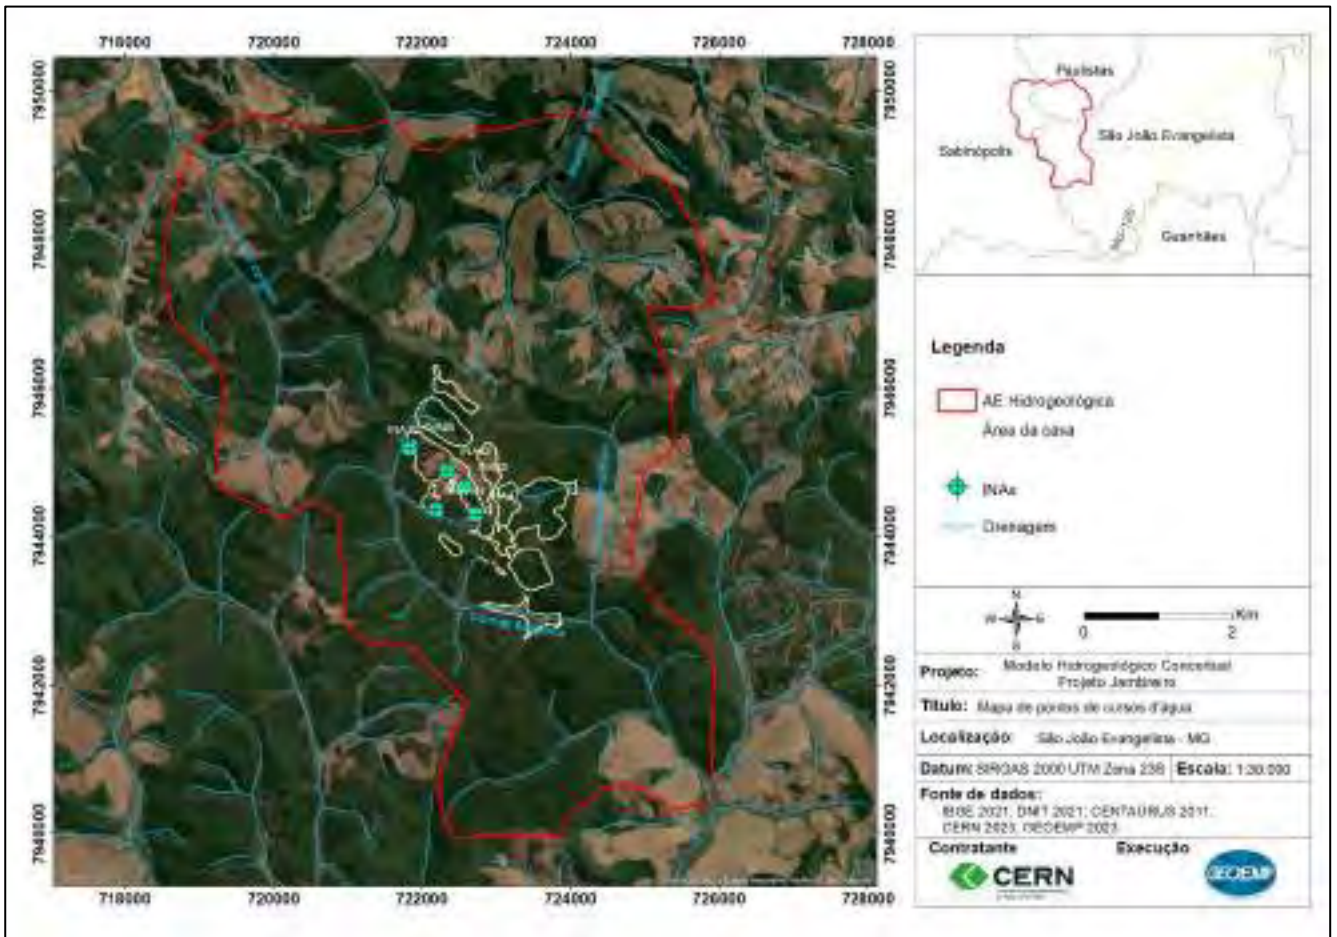 718000 720000 722000 724000 726000 728000
7950000 7950000
7948000 7948000
7946000 7946000
7944000 7944000
7942000 7942000
7940000 7940000
718000 720000 722000 724000 726000 728000
Paulistas
São João Evangelista
Sabinópolis
Guanhães
Legenda
AE Hidrogeológica
Área da cava
INAs
Drenagem
N
W E
S
Km
0 2
Projeto: Modelo Hidrogeológico Conceitual
Projeto Jambreiro
Título: Mapa de pontos de cursos d'água
Localização: São João Evangelista - MG
Datum: SIRGAS 2000 UTM Zona 23S Escala: 1:30.000
Fonte de dados:
IBGE 2021; DNIT 2021; CENTAURUS 2011;
CERN 2023; GEOEMP 2023
Contratante Execução
CERN
GEOEMP